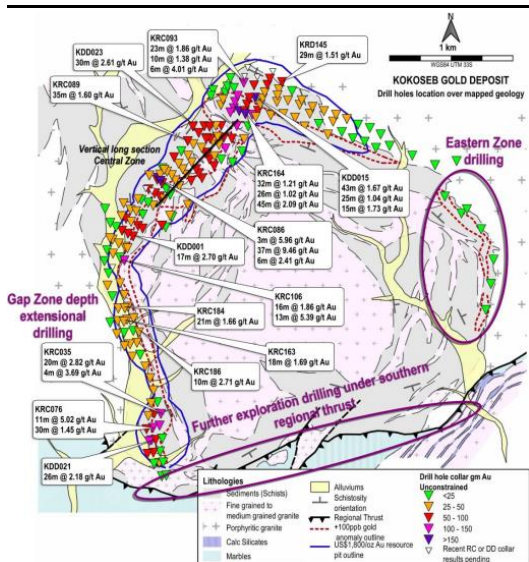 N
1 km
WGS84 UTM 33S
KOKOSEB GOLD DEPOSIT
Drill holes location over mapped geology
KRC093
23m @ 1.86 g/t Au
10m @ 1.38 g/t Au
6m @ 4.01 g/t Au
KRD145
29m @ 1.51 g/t Au
KDD023
30m @ 2.61 g/t Au
KRC089
35m @ 1.60 g/t Au
Vertical long section
Central Zone
Eastern Zone
drilling
KRC164
32m @ 1.21 g/t Au
26m @ 1.02 g/t Au
45m @ 2.09 g/t Au
KDD015
43m @ 1.67 g/t Au
25m @ 1.04 g/t Au
15m @ 1.73 g/t Au
KRC086
3m @ 5.96 g/t Au
37m @ 9.46 g/t Au
6m @ 2.41 g/t Au
KDD001
17m @ 2.70 g/t Au
KRC106
16m @ 1.86 g/t Au
13m @ 5.39 g/t Au
Gap Zone depth
extensional
drilling
KRC184
21m @ 1.66 g/t Au
KRC035
20m @ 2.82 g/t Au
4m @ 3.69 g/t Au
KRC163
18m @ 1.69 g/t Au
KRC186
10m @ 2.71 g/t Au
KRC076
11m @ 5.02 g/t Au
30m @ 1.45 g/t Au
Further exploration drilling under southern
regional thrust
KDD021
26m @ 2.18 g/t Au
Lithologies
Sediments (Schists)
Fine grained to
medium grained granite
Porphyritic granite
Calc Silicates
Marbles
Alluviums
Schistosity
orientation
Regional Thrust
+100ppb gold
anomaly outline
US$1,800/oz Au resource
pit outline
Drill hole collar gm Au
Unconstrained
<25
25 - 50
50 - 100
100 - 150
>150
Recent RC or DD collar
results pending